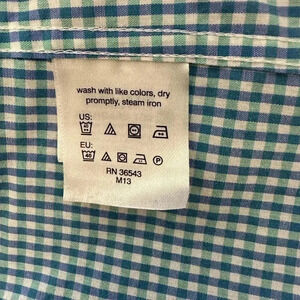 wash with like colors, dry
promptly, steam iron
US:
EU:
40 P
RN 36543
M13